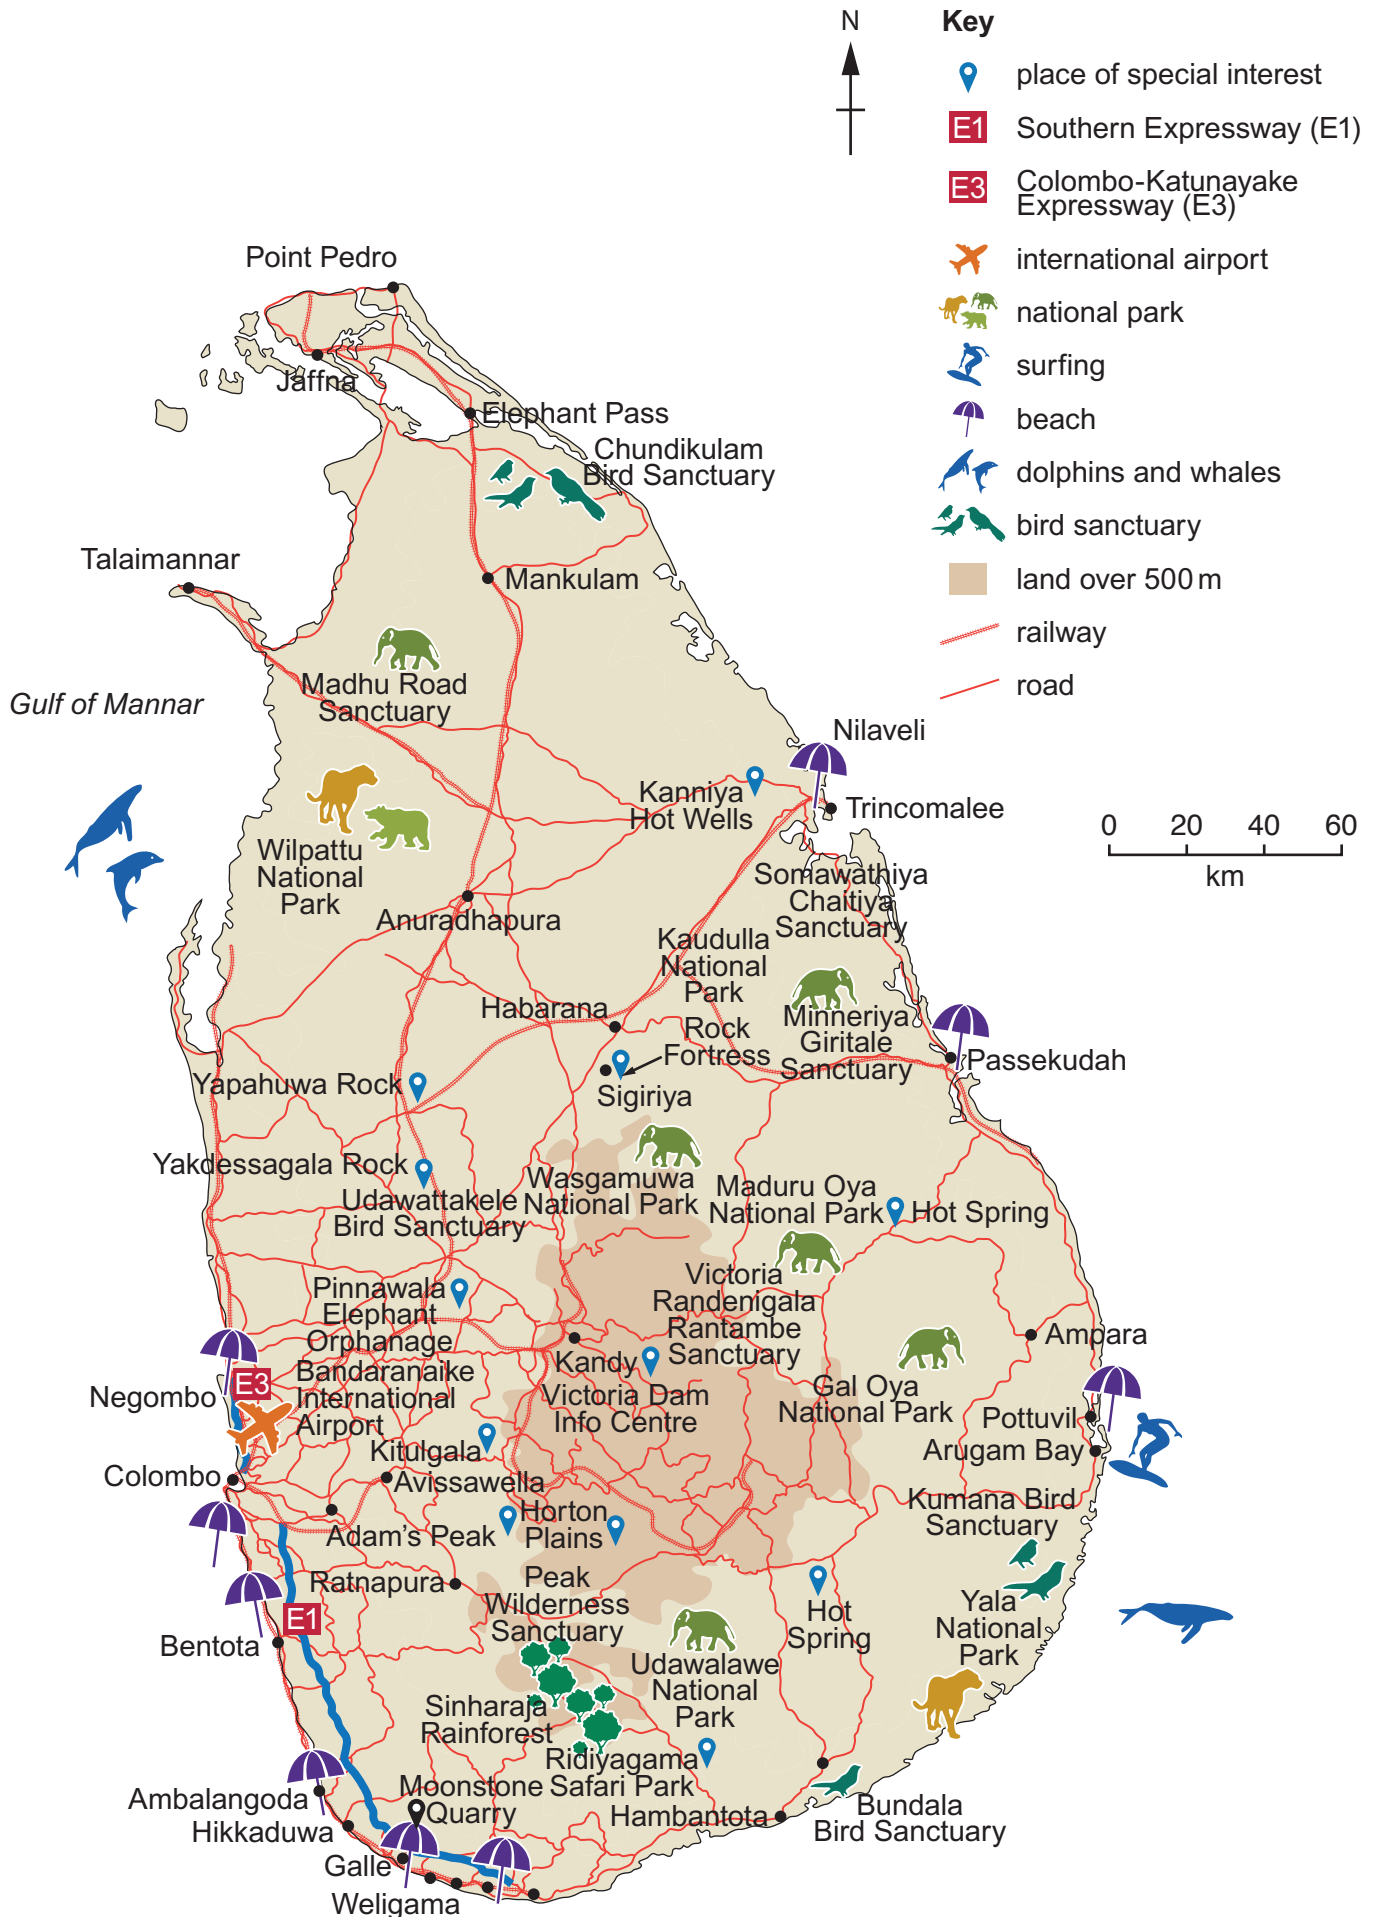 N
Key
place of special interest
E1 Southern Expressway (E1)
E3 Colombo-Katunayake
Expressway (E3)
international airport
national park
surfing
beach
dolphins and whales
bird sanctuary
land over 500 m
railway
road
Point Pedro
Jaffna
Elephant Pass
Chundikulam
Bird Sanctuary
Talaimannar
Mankulam
Madhu Road
Sanctuary
Gulf of Mannar
Nilaveli
Kanniya
Hot Wells
Trincomalee
0 20 40 60
km
Wilpattu
National
Park
Anuradhapura
Somawathiya
Chaitiya
Sanctuary
Kaudulla
National
Park
Habarana
Minneriya
Giritale
Sanctuary
Rock
Fortress
Sigiriya
Passekudah
Yapahuwa Rock
Yakdessagala Rock
Udawattakele
Bird Sanctuary
Wasgamuwa
National Park
Maduru Oya
National Park
Hot Spring
Pinnawala
Elephant
Orphanage
Victoria
Randenigala
Rantambe
Sanctuary
Ampara
Kandy
E3
Negombo
Bandaranaike
International
Airport
Victoria Dam
Info Centre
Gal Oya
National Park
Pottuvil
Arugam Bay
Kitulgala
Colombo
Avissawella
Adam's Peak
Horton
Plains
Kumana Bird
Sanctuary
Ratnapura
Peak
Wilderness
Sanctuary
Hot
Spring
Yala
National
Park
E1
Bentota
Udawalawe
National
Park
Sinharaja
Rainforest
Ridiyagama
Safari Park
Ambalangoda
Moonstone
Quarry
Hikkaduwa
Hambantota
Bundala
Bird Sanctuary
Galle
Weligama